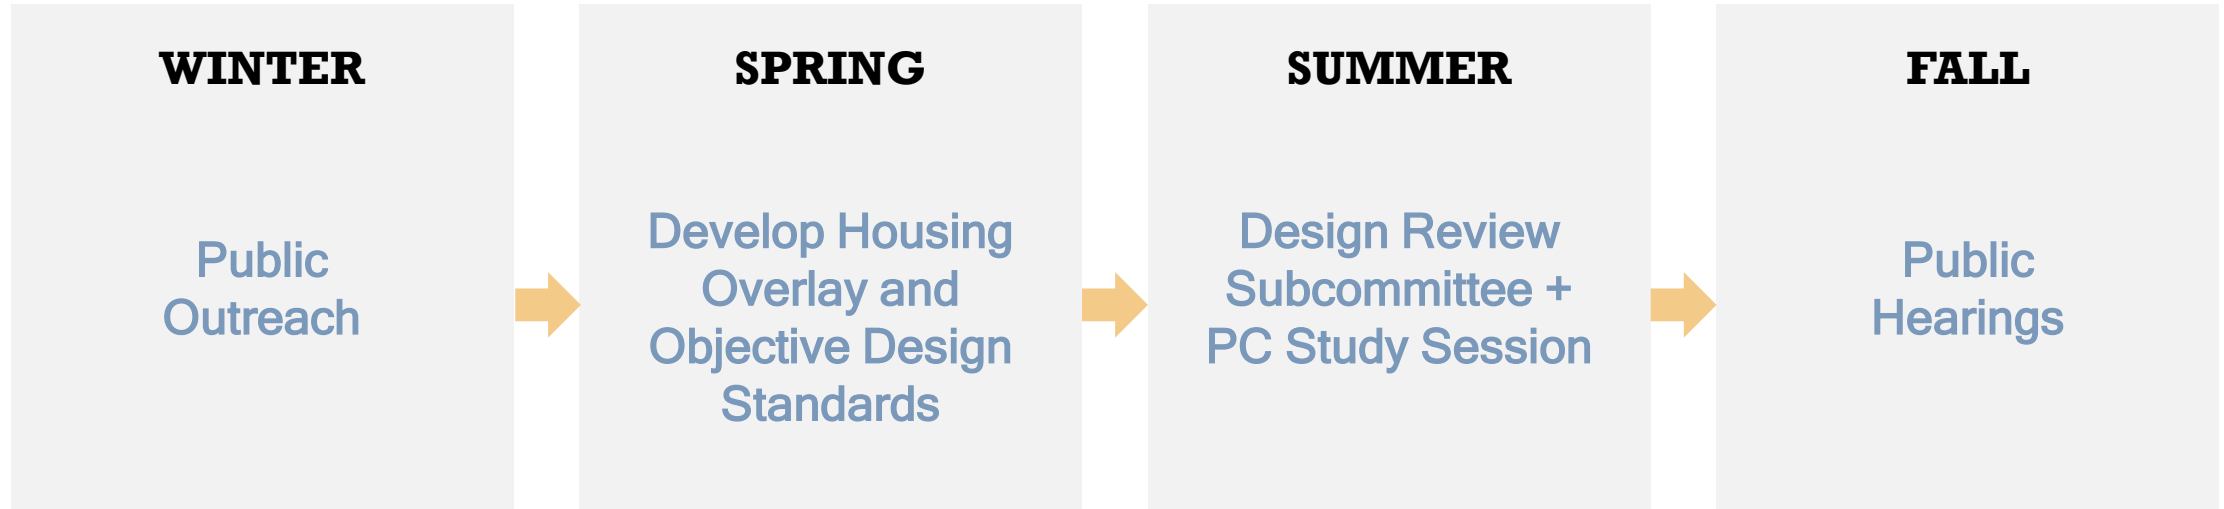 WINTER
Public
Outreach
SPRING
Develop Housing
Overlay and
Objective Design
Standards
SUMMER
Design Review
Subcommittee +
PC Study Session
FALL
Public
Hearings